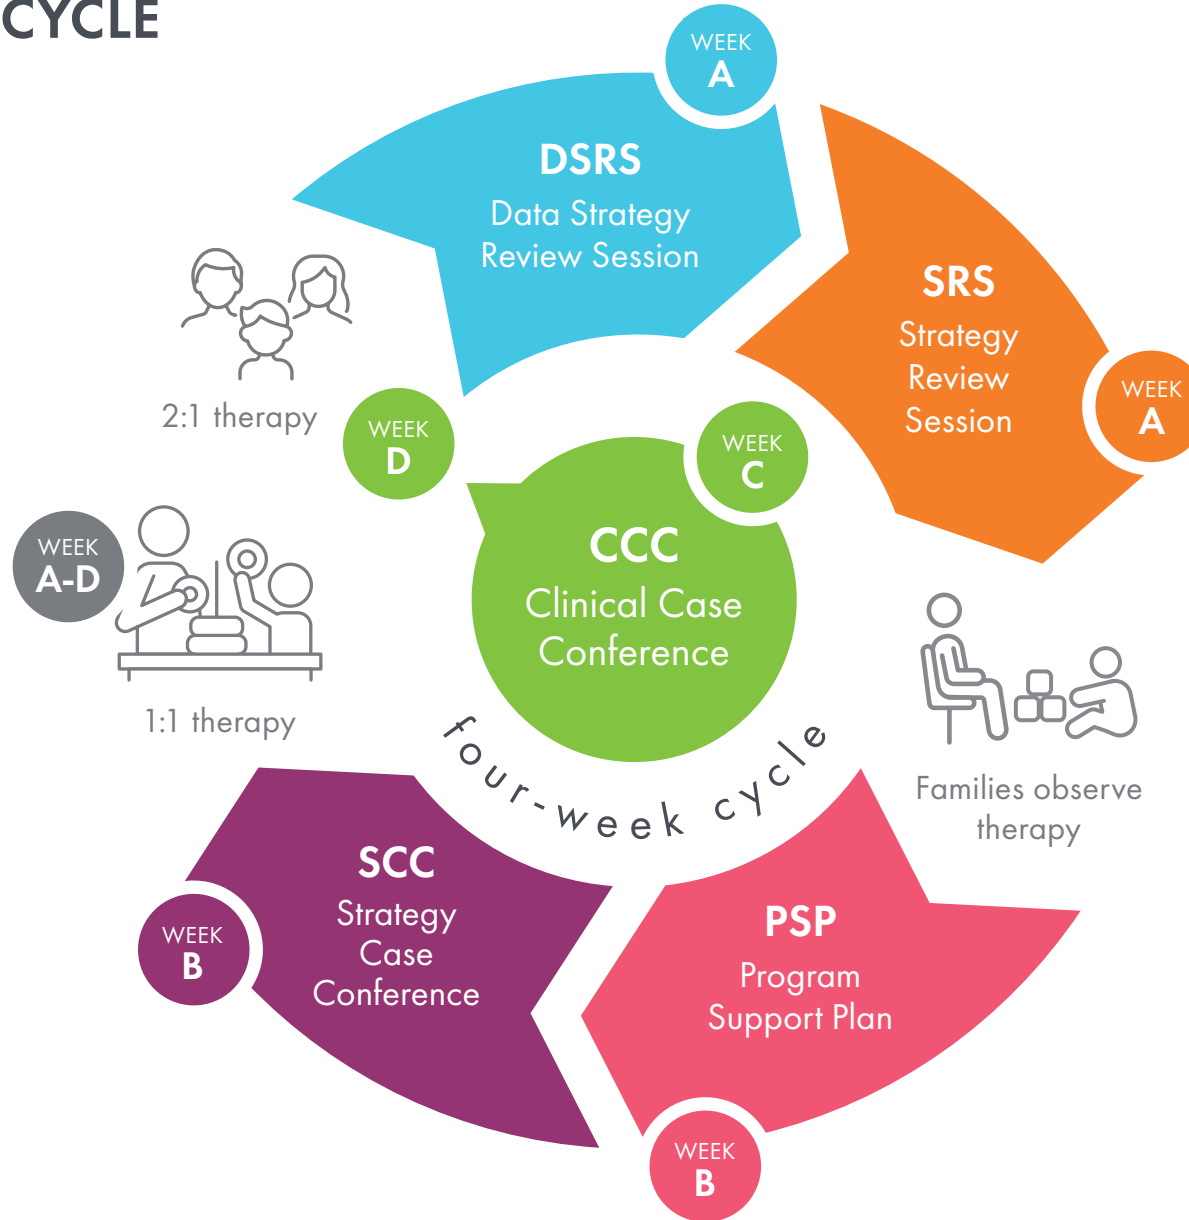 CYCLE
WEEK
A
DSRS
Data Strategy
Review Session
SRS
Strategy
Review
Session
WEEK
A
2:1 therapy
WEEK
D
WEEK
C
CCC
Clinical Case
Conference
WEEK
A-D
1:1 therapy
four-week cycle
Families observe
therapy
SCC
Strategy
Case
Conference
WEEK
B
PSP
Program
Support Plan
WEEK
B